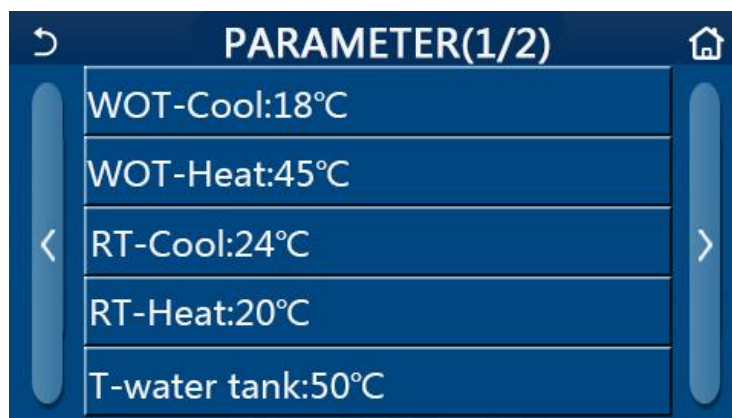 PARAMETER(1/2)
WOT-Cool:18℃
WOT-Heat:45℃
RT-Cool:24℃
RT-Heat:20℃
T-water tank:50℃